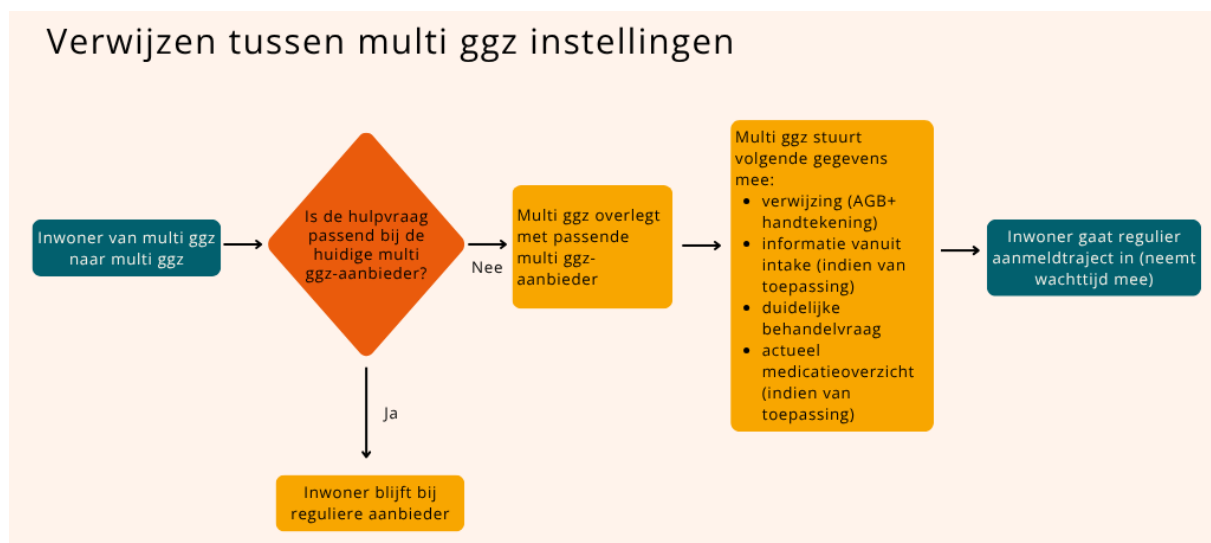 Verwijzen tussen multi ggz instellingen
Inwoner van multi ggz
naar multi ggz
Is de hulpvraag
passend bij de
huidige multi
ggz-aanbieder?
Nee
Ja
Inwoner blijft bij
reguliere aanbieder
Multi ggz overlegt
met passende
multi ggz-
aanbieder
Multi ggz stuurt
volgende gegevens
mee:
• verwijzing (AGB+
handtekening)
• informatie vanuit
intake (indien van
toepassing)
• duidelijke
behandelvraag
• actueel
medicatieoverzicht
(indien van
toepassing)
Inwoner gaat regulier
aanmeldtraject in (neemt
wachttijd mee)